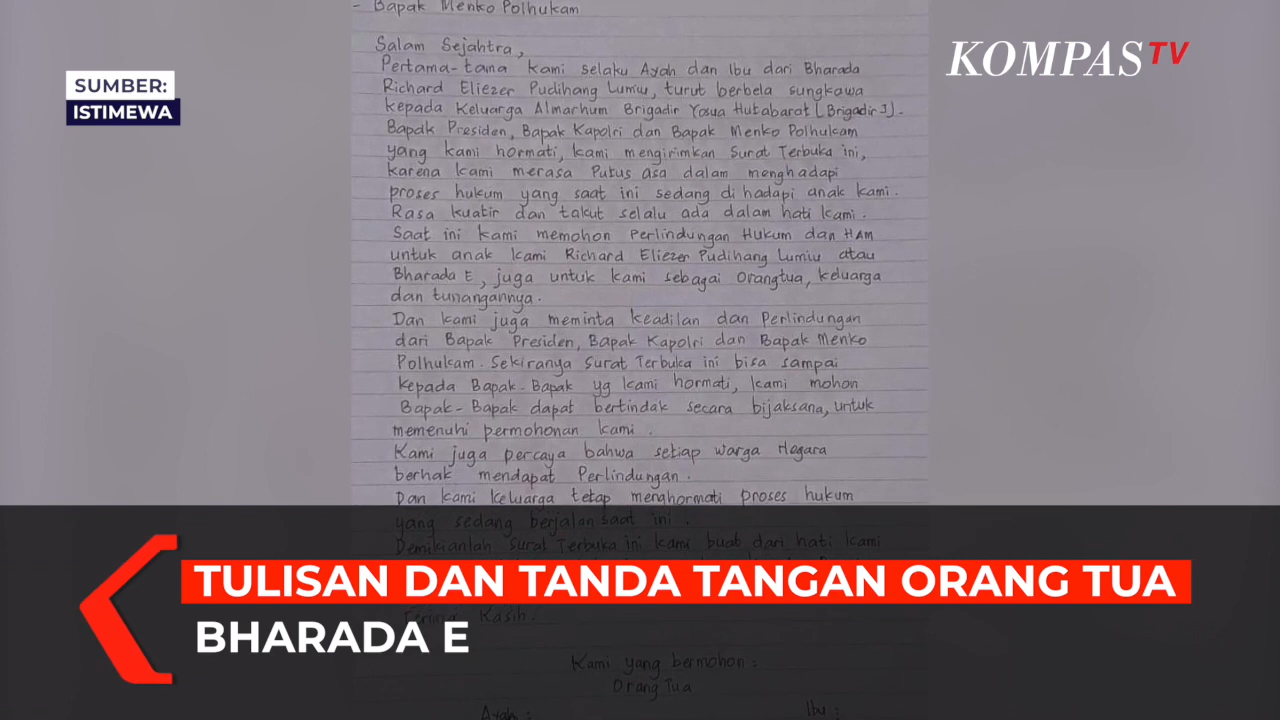 - Bapak Menko Polhukam
KOMPAS TV
SUMBER:
ISTIMEWA
Salam Sejahtra,
Pertama-tama kami selaku Ayah dan Ibu dari Bharada
Richard Eliezer Pudihang Lumiu, turut berbela sungkawa
kepada Keluarga Almarhum Brigadir Yosua Hutabarat [Brigadir J].
Bapak Presiden, Bapak Kapolri dan Bapak Menko Polhukam
yang kami hormati, kami mengirimkan Surat Terbuka ini,
karena kami merasa Putus asa dalam menghadapi
proses hukum yang saat ini sedang di hadapi anak kami.
Rasa kuatir dan takut selalu ada dalam hati kami.
Saat ini kami memohon Perlindungan Hukum dan HAM
untuk anak kami Richard Eliezer Pudihang Lumiu atau
Bharada E, juga untuk kami sebagai Orangtua, keluarga
dan tunangannya.
Dan kami juga meminta keadilan dan Perlindungan
dari Bapak Presiden, Bapak Kapolri dan Bapak Menko
Polhukam. Sekiranya Surat Terbuka ini bisa sampai
kepada Bapak-Bapak yg kami hormati, kami mohon
Bapak-Bapak dapat bertindak secara bijaksana, untuk
memenuhi permohonan kami.
Kami juga percaya bahwa setiap warga Negara
berhak mendapat Perlindungan.
Dan kami keluarga tetap menghormati proses hukum
yang sedang berjalan saat ini.
Demikianlah Surat Terbuka ini kami buat dari hati kami
TULISAN DAN TANDA TANGAN ORANG TUA
BHARADA E
Terima Kasih.
Kami yang bermohon:
Orang Tua
Ayah: Ibu: